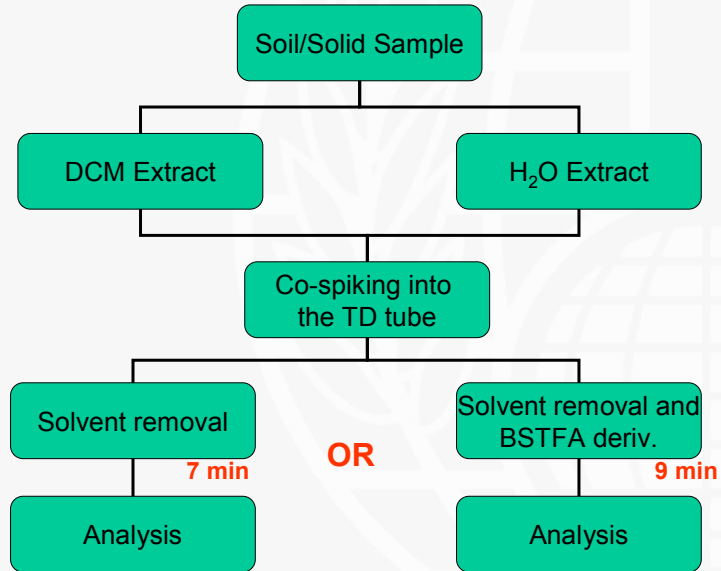 Soil/Solid Sample
DCM Extract
H₂O Extract
Co-spiking into
the TD tube
Solvent removal
7 min
OR
Solvent removal and
BSTFA deriv.
9 min
Analysis
Analysis